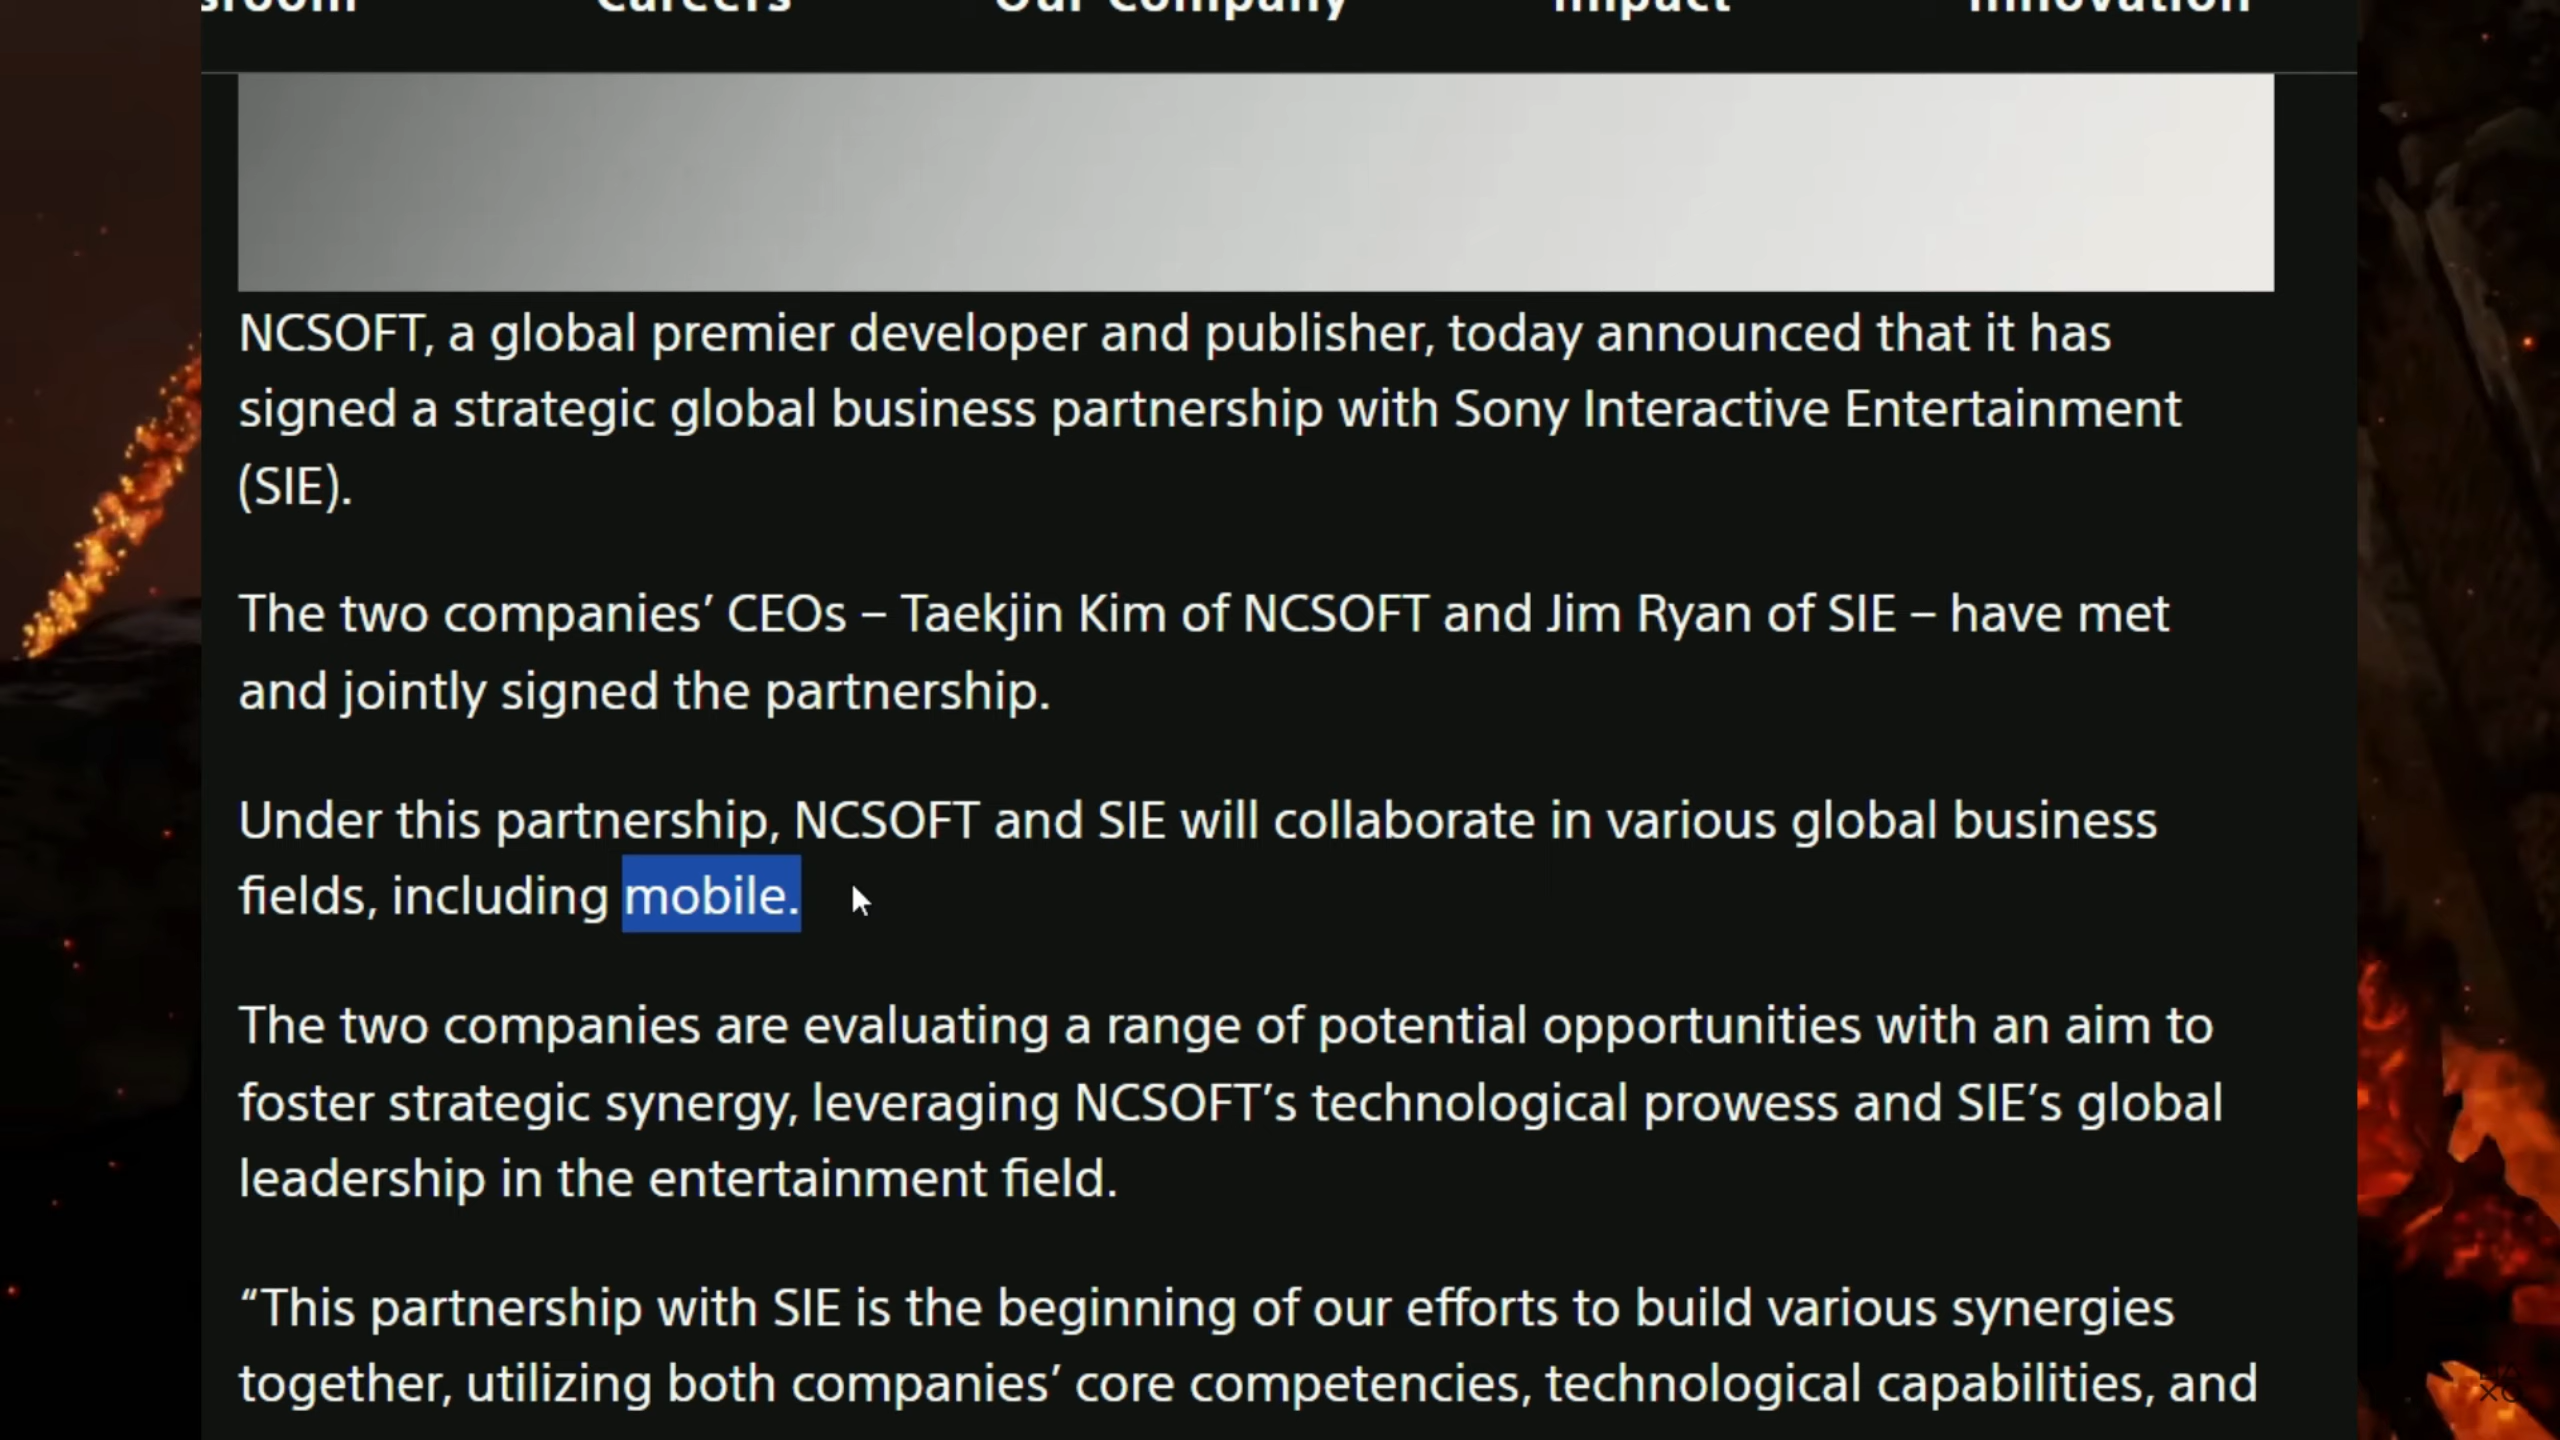 Careers Our Company Impact Innovation
NCSOFT, a global premier developer and publisher, today announced that it has
signed a strategic global business partnership with Sony Interactive Entertainment
(SIE).
The two companies’ CEOs – Taekjin Kim of NCSOFT and Jim Ryan of SIE – have met
and jointly signed the partnership.
Under this partnership, NCSOFT and SIE will collaborate in various global business
fields, including mobile.
The two companies are evaluating a range of potential opportunities with an aim to
foster strategic synergy, leveraging NCSOFT’s technological prowess and SIE’s global
leadership in the entertainment field.
“This partnership with SIE is the beginning of our efforts to build various synergies
together, utilizing both companies’ core competencies, technological capabilities, and